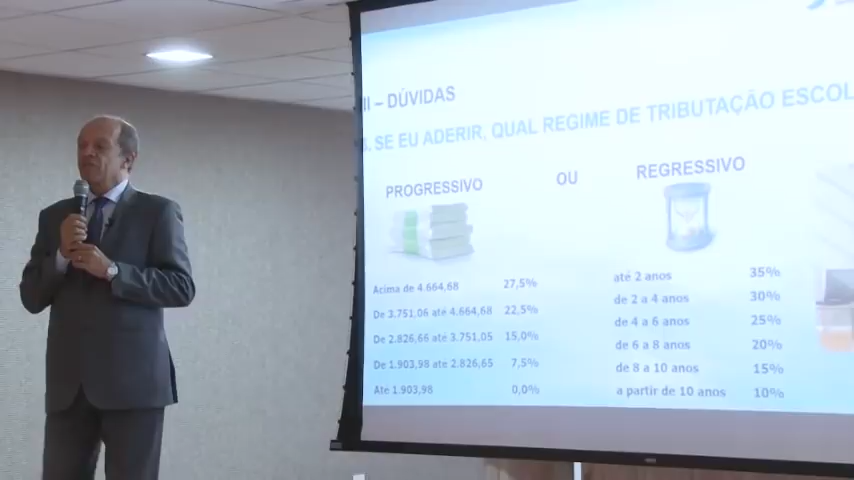 III – DÚVIDAS
SE EU ADERIR, QUAL REGIME DE TRIBUTAÇÃO ESCOL
PROGRESSIVO OU REGRESSIVO
Acima de 4.664,68 27,5%
De 3.751,06 até 4.664,68 22,5%
De 2.826,66 até 3.751,05 15,0%
De 1.903,98 até 2.826,65 7,5%
Até 1.903,98 0,0%
até 2 anos 35%
de 2 a 4 anos 30%
de 4 a 6 anos 25%
de 6 a 8 anos 20%
de 8 a 10 anos 15%
a partir de 10 anos 10%